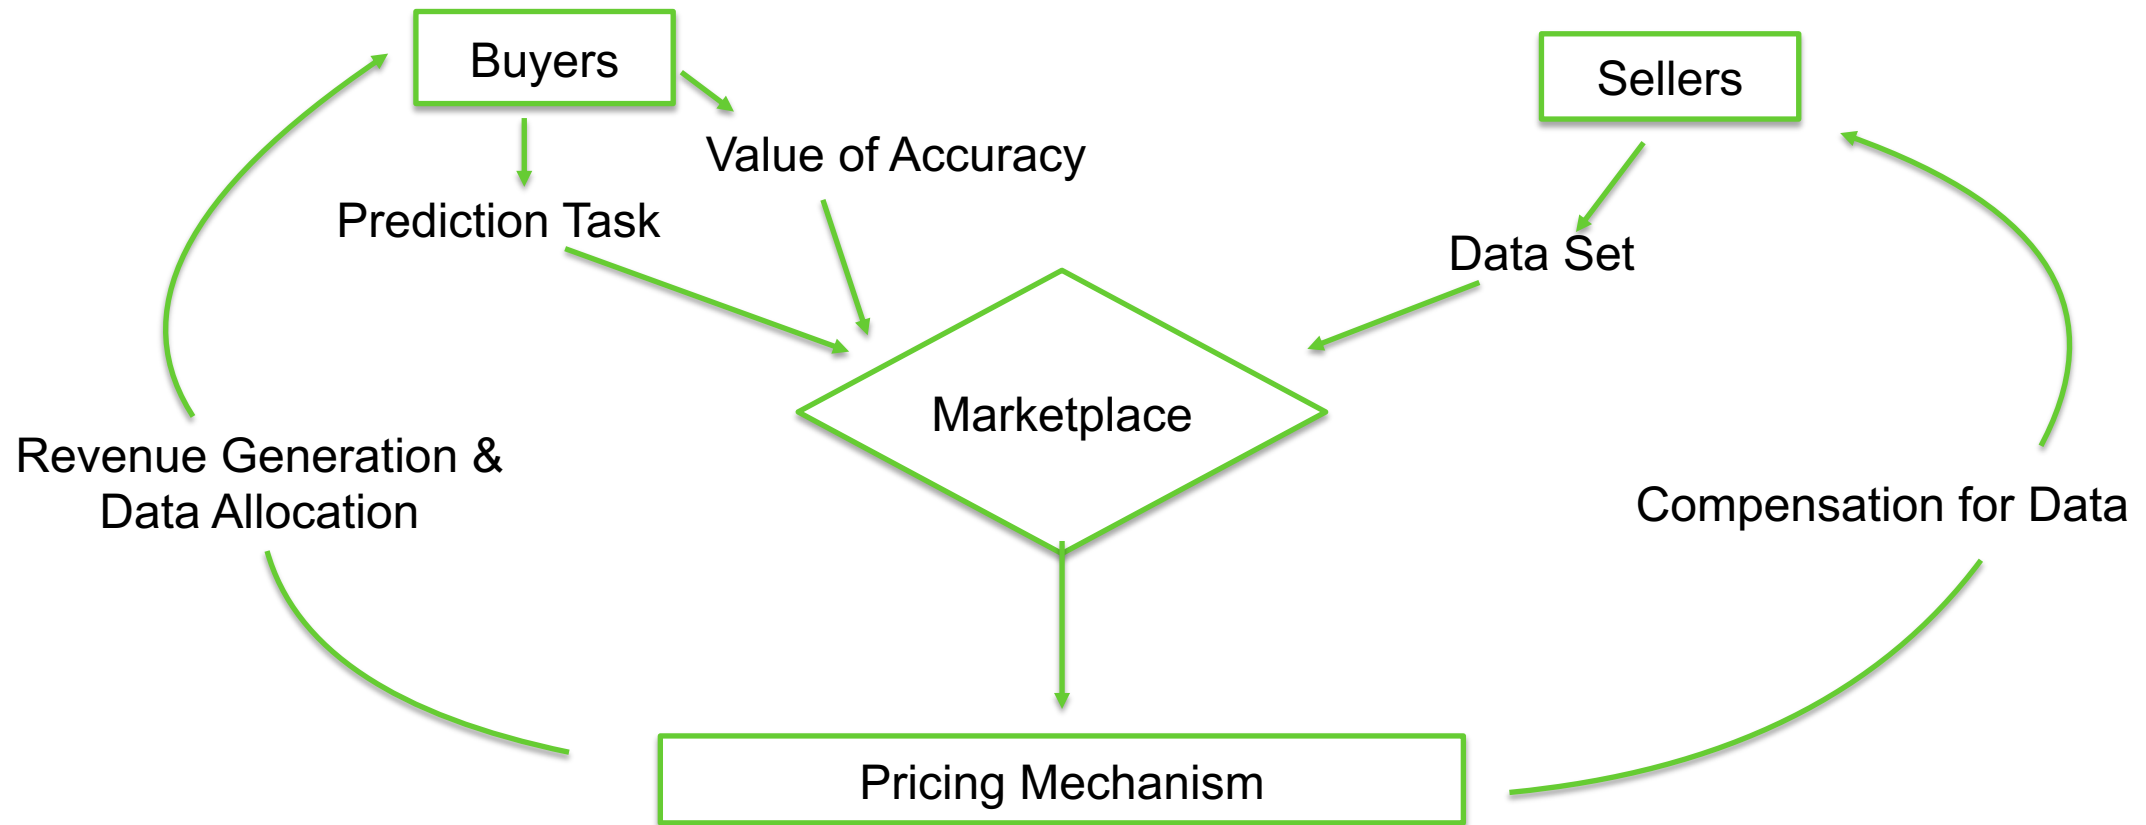 Buyers
Sellers
Value of Accuracy
Prediction Task
Data Set
Marketplace
Revenue Generation &
Data Allocation
Compensation for Data
Pricing Mechanism